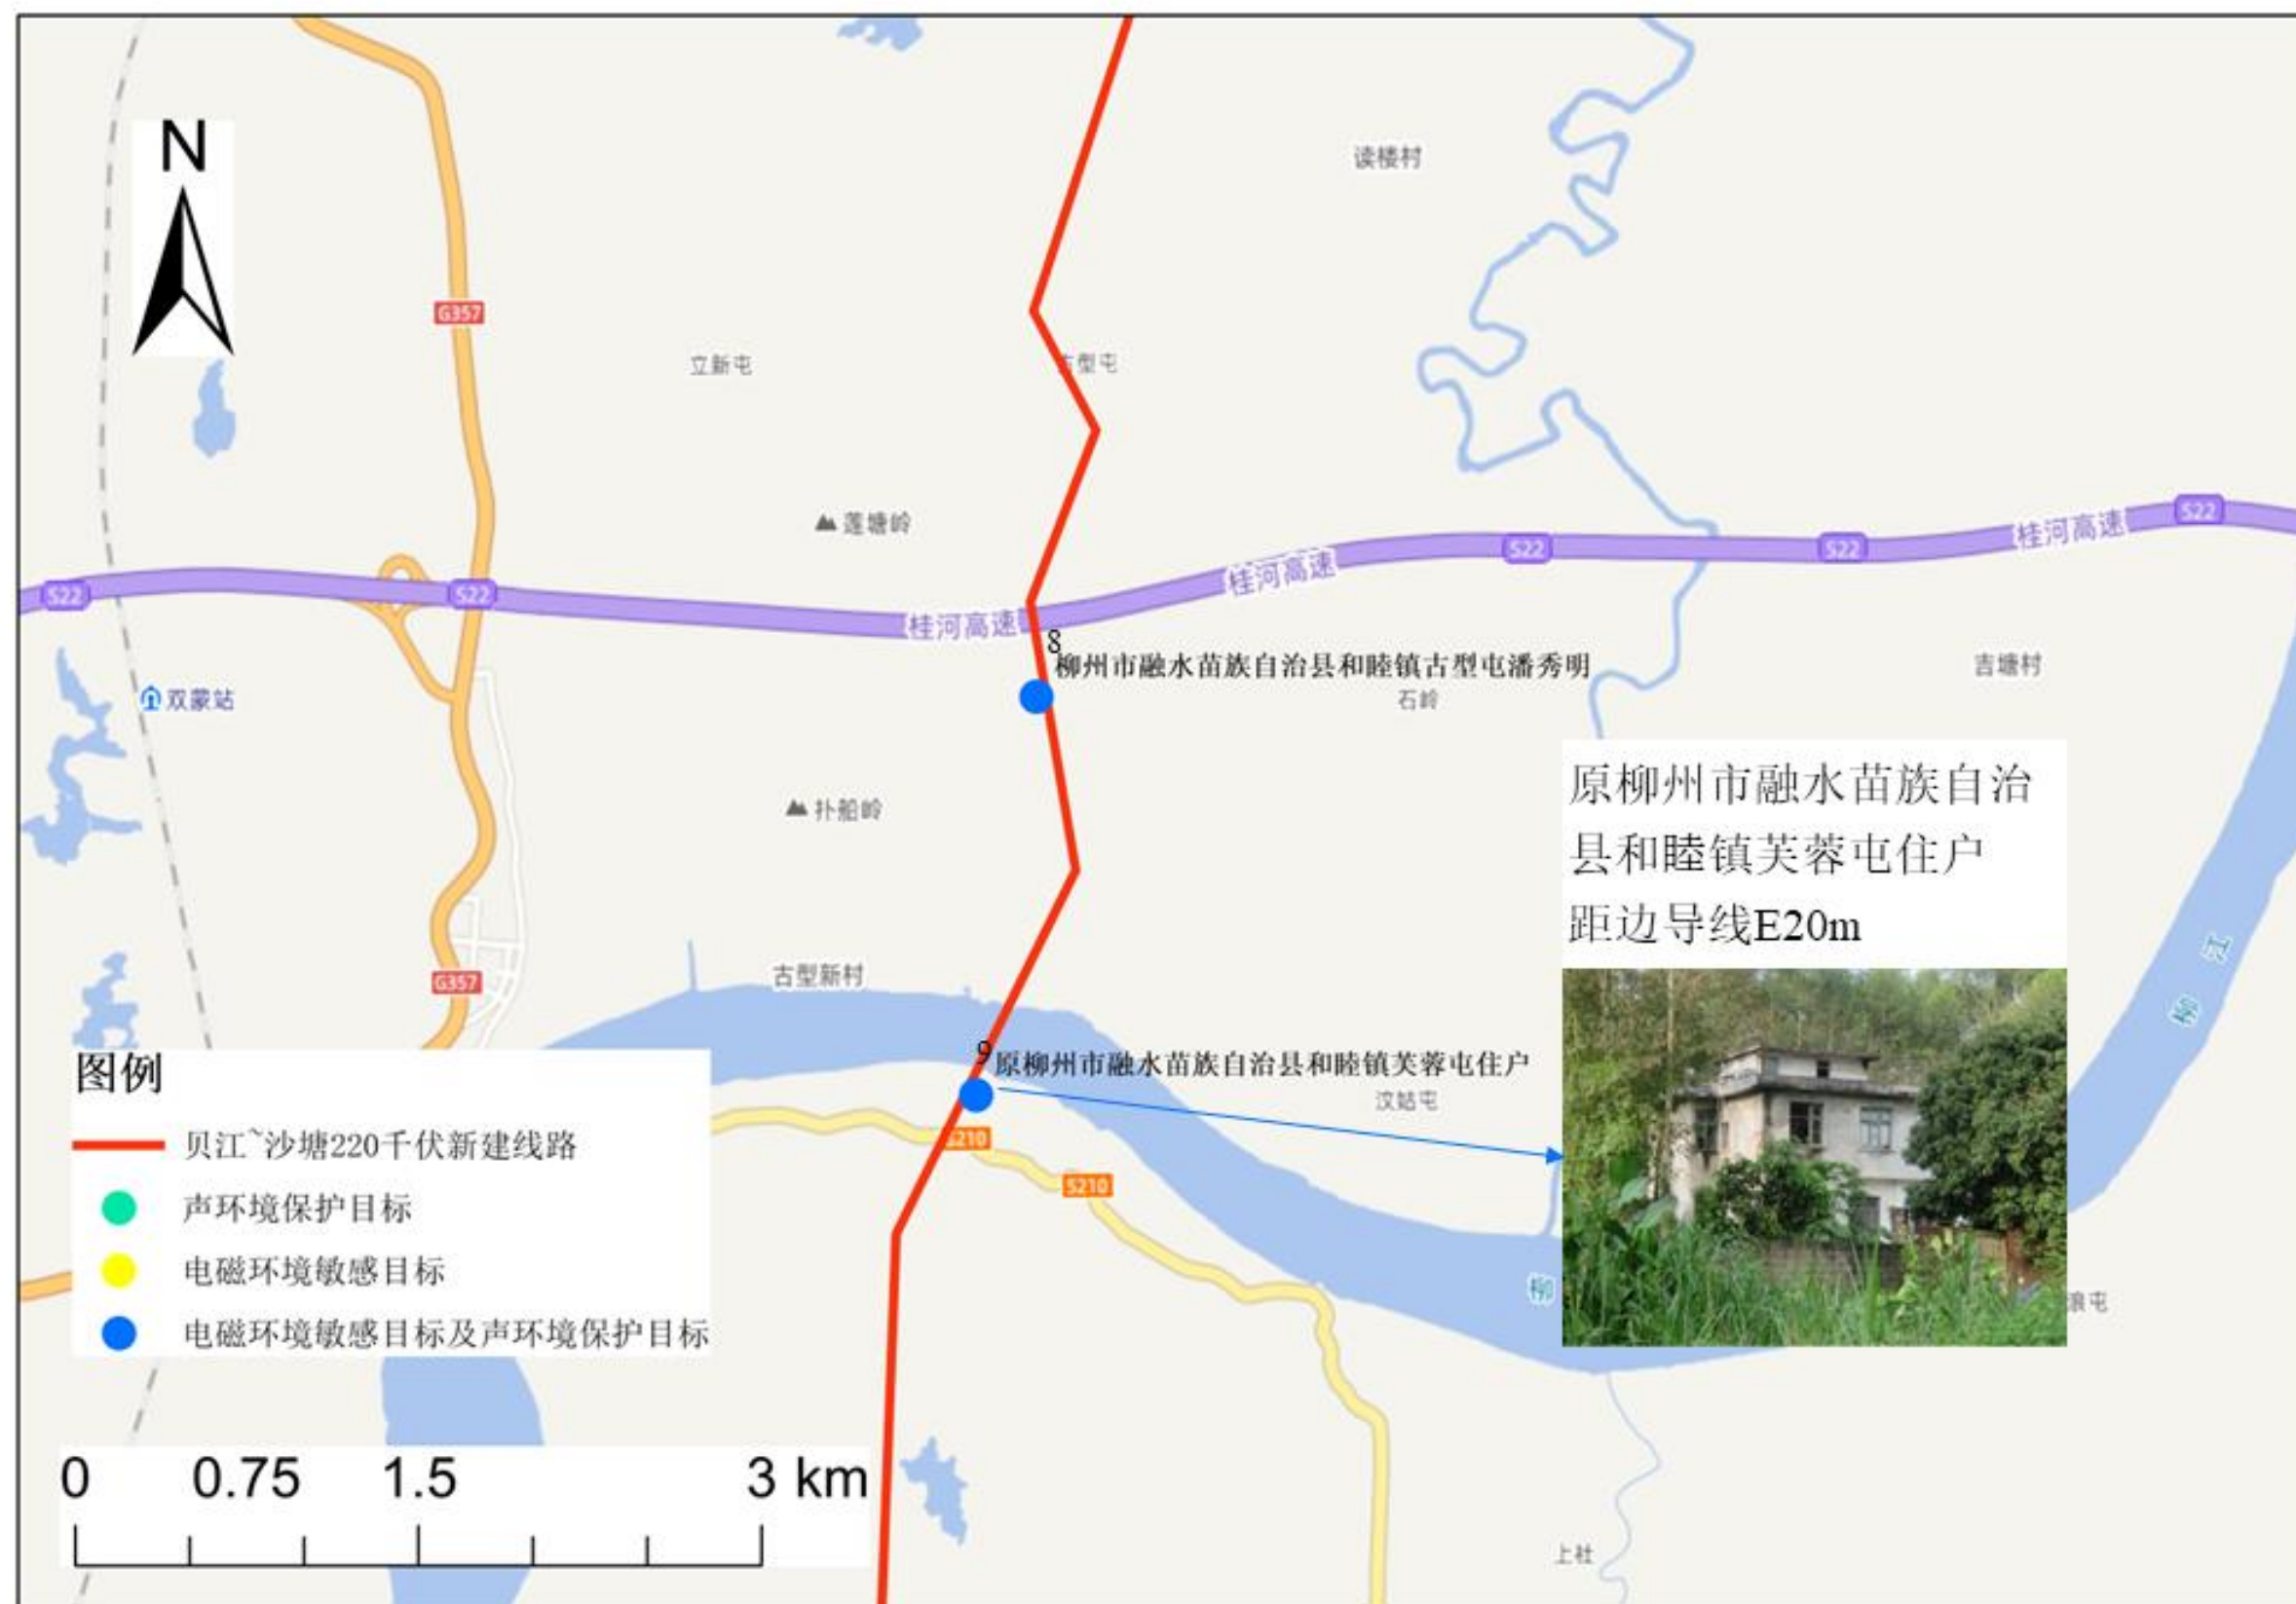 N
读楼村
G357
立新屯
古型屯
莲塘岭
S22
S22
S22
桂河高速
S22
桂河高速
桂河高速
8
柳州市融水苗族自治县和睦镇古型屯潘秀明
吉塘村
双蒙站
石岭
原柳州市融水苗族自治
县和睦镇芙蓉屯住户
距边导线E20m
扑船岭
江
柳
古型新村
G357
9
原柳州市融水苗族自治县和睦镇芙蓉屯住户
汶姑屯
S210
S210
柳
浪屯
图例
贝江~沙塘220千伏新建线路
声环境保护目标
电磁环境敏感目标
电磁环境敏感目标及声环境保护目标
0 0.75 1.5 3 km
上社